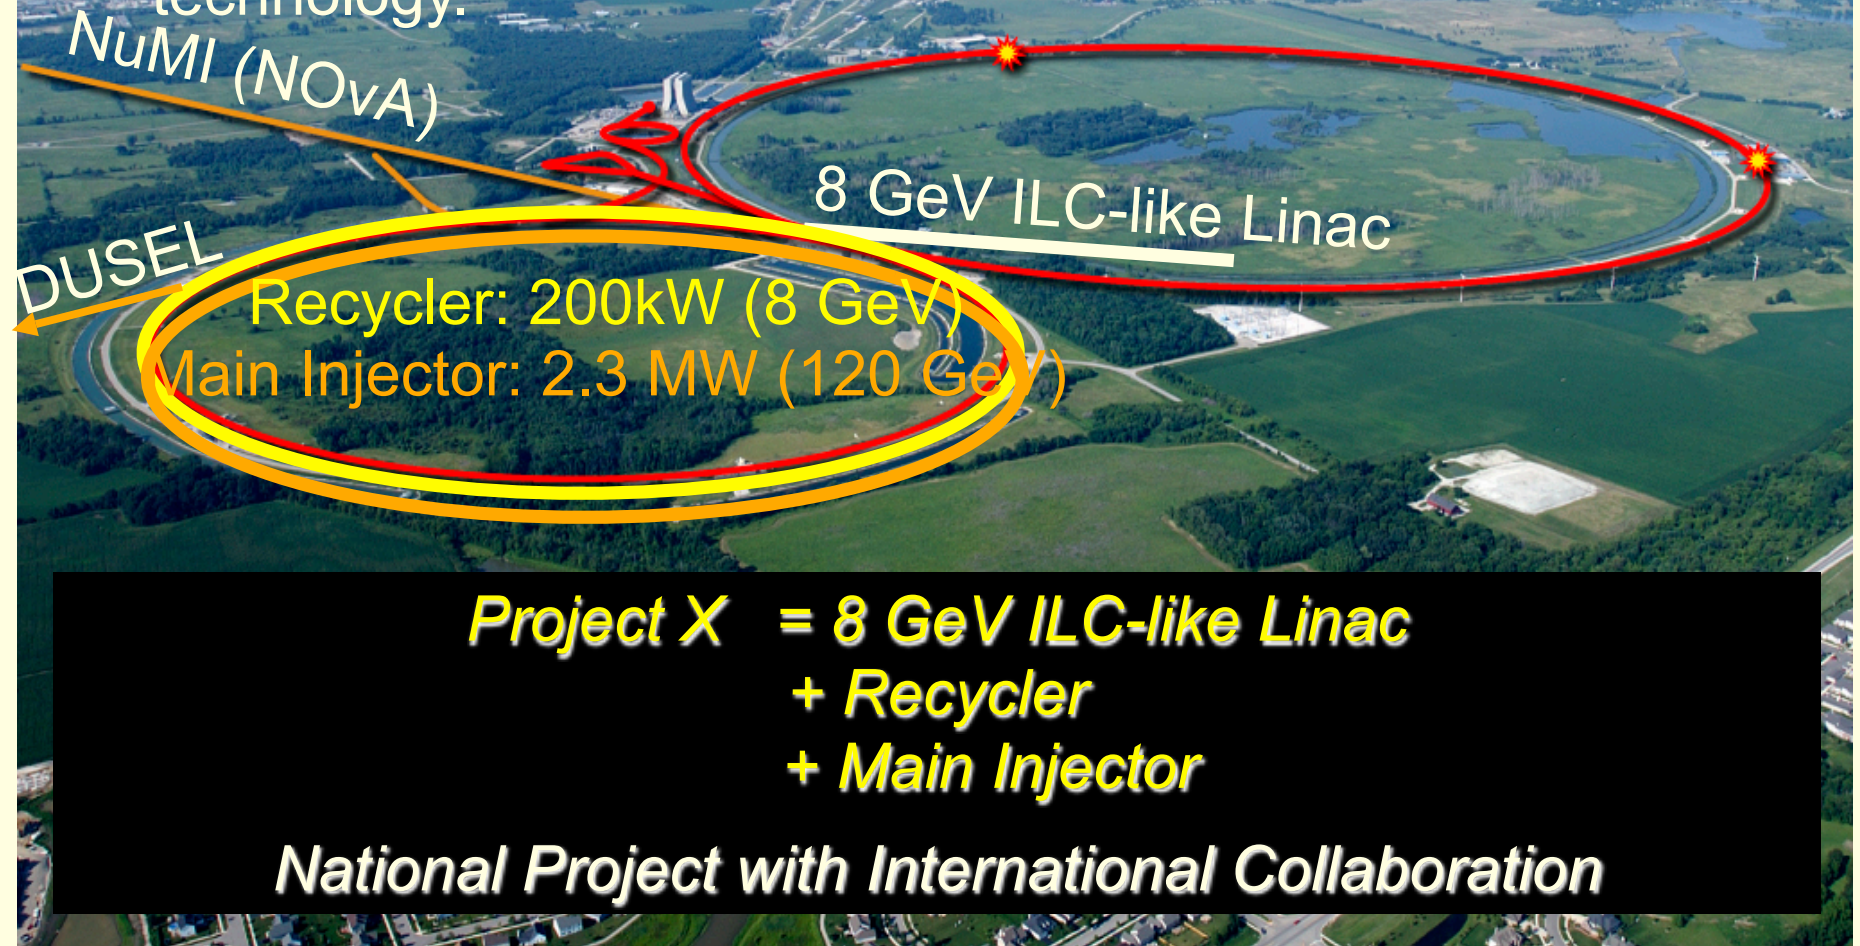 technology.
NuMI (NOvA)
8 GeV ILC-like Linac
DUSEL
Recycler: 200kW (8 GeV)
Main Injector: 2.3 MW (120 GeV)
Project X = 8 GeV ILC-like Linac
+ Recycler
+ Main Injector
National Project with International Collaboration